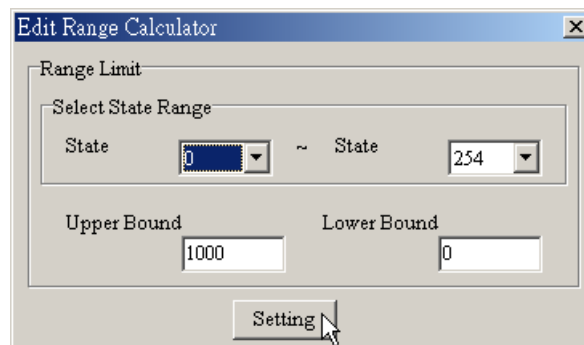 Edit Range Calculator
Range Limit
Select State Range
State 0 ~ State 254
Upper Bound Lower Bound
1000 0
Setting